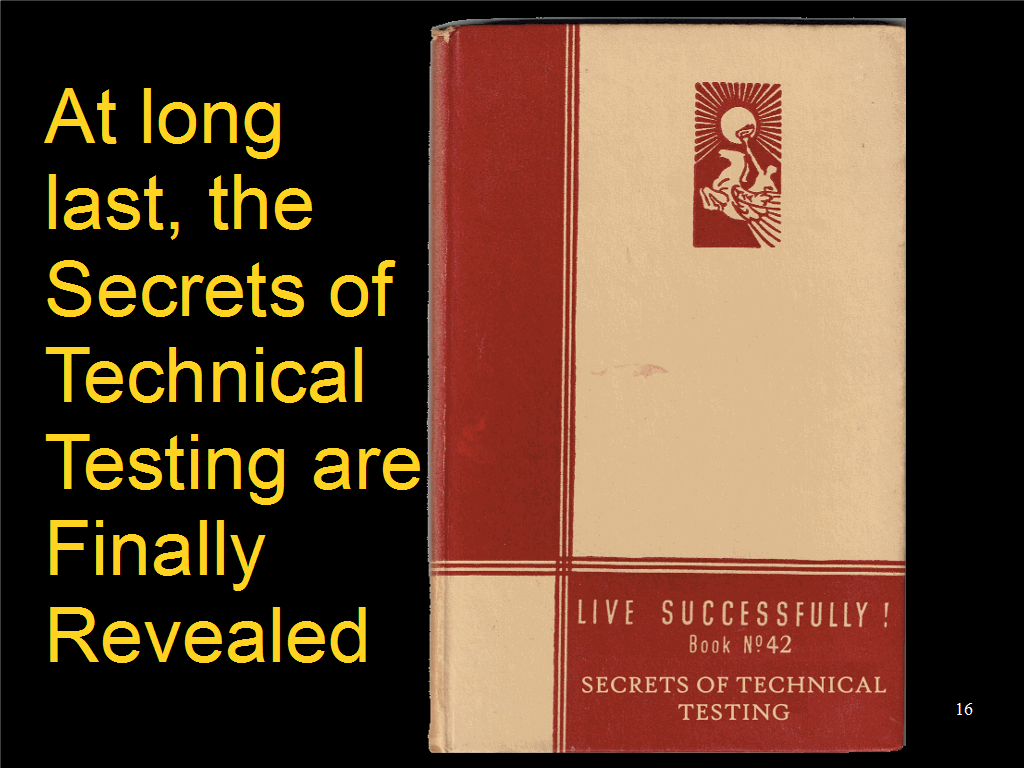 At long
last, the
Secrets of
Technical
Testing are
Finally
Revealed
LIVE SUCCESSFULLY!
Book Nº42
SECRETS OF TECHNICAL
TESTING
16